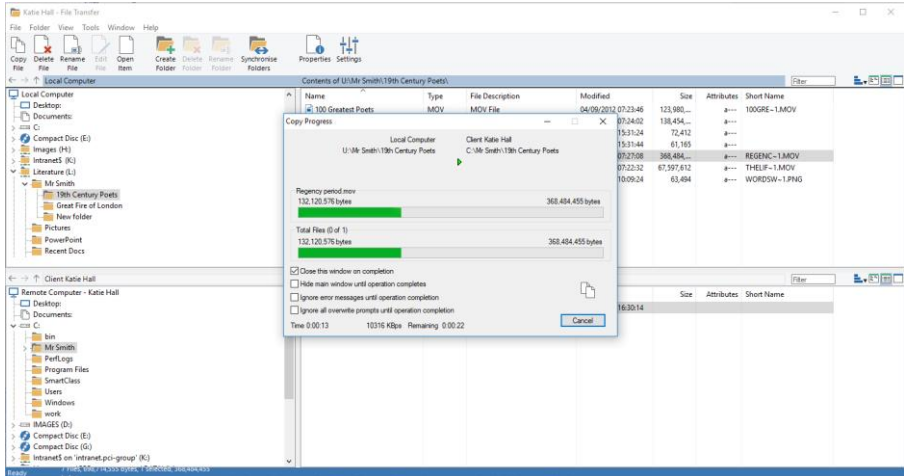 Katie Hall - File Transfer
File Folder View Tools Window Help
Copy File
Delete File
Rename File
Edit File
Open Item
Create Folder
Delete Folder
Rename Folder
Synchronise Folders
Properties
Settings
Local Computer
Contents of U:\Mr Smith\19th Century Poets\
Filter
Local Computer
Desktop:
Documents:
C:
Compact Disc (E:)
Images (H:)
Intranet$ (K:)
Literature (L:)
Mr Smith
19th Century Poets
Great Fire of London
New folder
Pictures
PowerPoint
Recent Docs
Name Type File Description Modified Size Attributes Short Name
100 Greatest Poets MOV MOV File 04/09/2012 07:23:46 123,980,... a--- 100GRE~1.MOV
07:24:02 138,454,... a---
15:31:24 72,412 a---
15:31:44 61,165 a---
07:27:08 368,484,... a--- REGENC~1.MOV
07:22:32 67,597,612 a--- THELIF~1.MOV
10:09:24 63,494 a--- WORDSW~1.PNG
Copy Progress
Local Computer Client Katie Hall
U:\Mr Smith\19th Century Poets C:\Mr Smith\19th Century Poets
Regency period.mov
132,120,576 bytes 368,484,455 bytes
Total Files (0 of 1)
132,120,576 bytes 368,484,455 bytes
Close this window on completion
Hide main window until operation completes
Ignore error messages until operation completion
Ignore all overwrite prompts until operation completion
Time 0:00:13 10316 KBps Remaining 0:00:22
Cancel
Client Katie Hall
Filter
Remote Computer - Katie Hall
Desktop:
Documents:
C:
bin
Mr Smith
PerfLogs
Program Files
SmartClass
Users
Windows
work
IMAGES (D:)
Compact Disc (E:)
Compact Disc (G:)
Intranet$ on 'intranet.pci-group' (K:)
Size Attributes Short Name
16:30:14
Ready